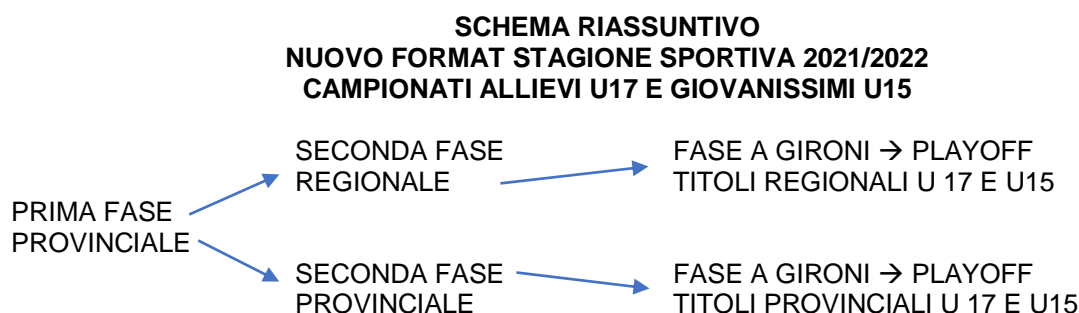 SCHEMA RIASSUNTIVO
NUOVO FORMAT STAGIONE SPORTIVA 2021/2022
CAMPIONATI ALLIEVI U17 E GIOVANISSIMI U15
PRIMA FASE
PROVINCIALE
SECONDA FASE
REGIONALE
FASE A GIRONI → PLAYOFF
TITOLI REGIONALI U 17 E U15
SECONDA FASE
PROVINCIALE
FASE A GIRONI → PLAYOFF
TITOLI PROVINCIALI U 17 E U15